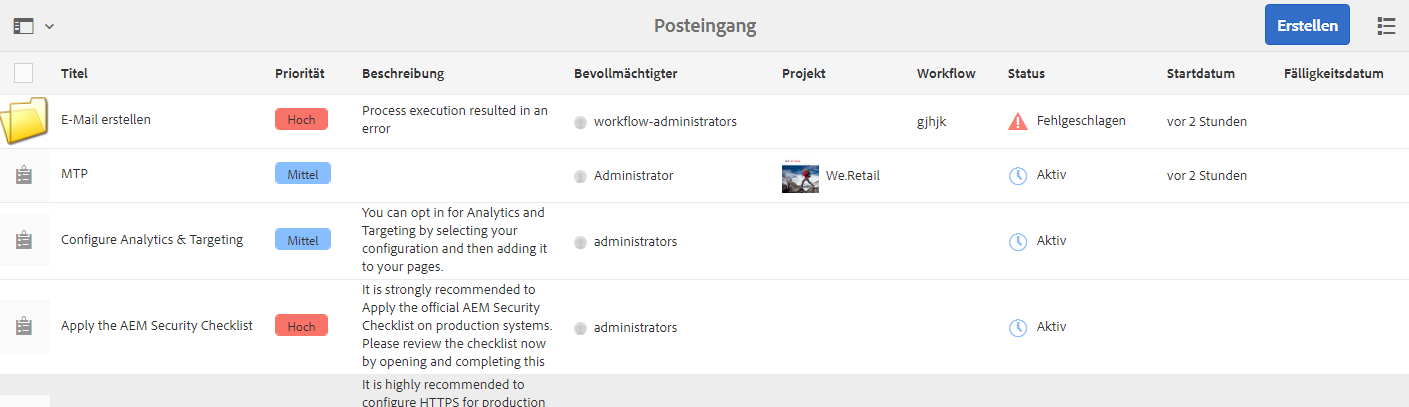 Posteingang
Erstellen
Titel Priorität Beschreibung Bevollmächtigter Projekt Workflow Status Startdatum Fälligkeitsdatum
E-Mail erstellen
Hoch
Process execution resulted in an
error
workflow-administrators
gjhjk
Fehlgeschlagen
vor 2 Stunden
MTP
Mittel
Administrator
We.Retail
Aktiv
vor 2 Stunden
Configure Analytics & Targeting
Mittel
You can opt in for Analytics and
Targeting by selecting your
configuration and then adding it
to your pages.
administrators
Aktiv
Apply the AEM Security Checklist
Hoch
It is strongly recommended to
Apply the official AEM Security
Checklist on production systems.
Please review the checklist now
by opening and completing this
administrators
Aktiv
It is highly recommended to
configure HTTPS for production